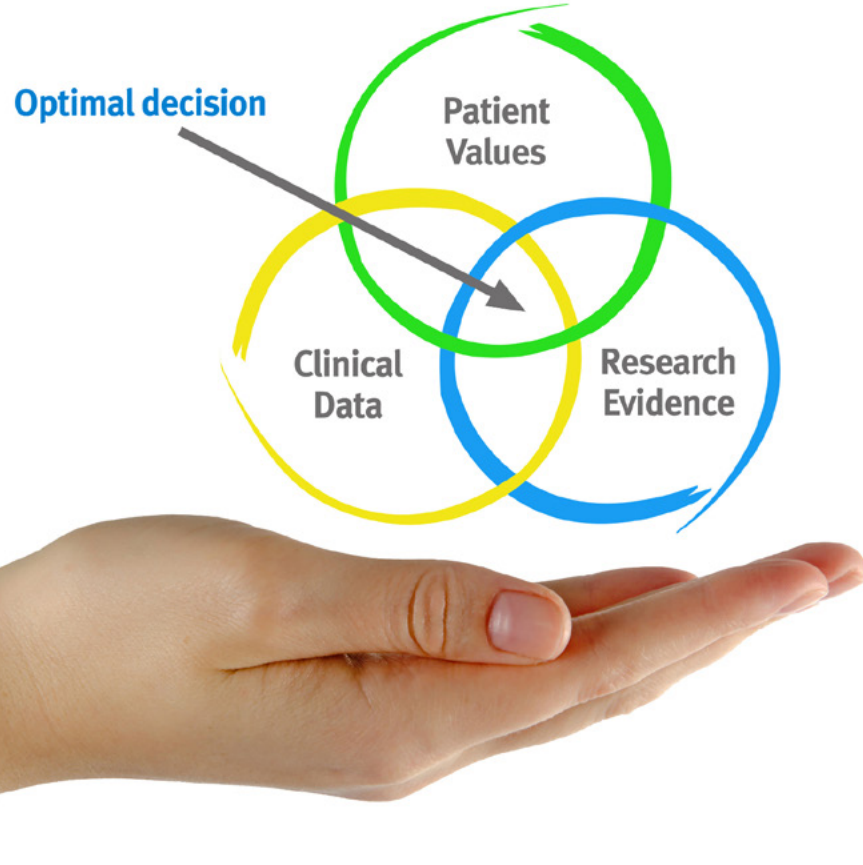 Optimal decision
Patient
Values
Clinical
Data
Research
Evidence